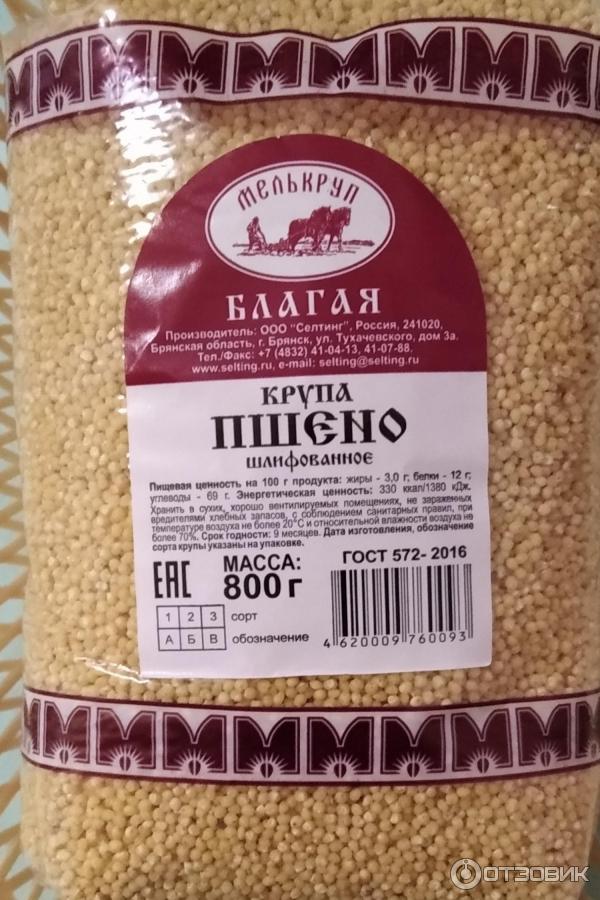 МЕЛЬКРУП
БЛАГАЯ
Производитель: ООО "Селтинг", Россия, 241020,
Брянская область, г. Брянск, ул. Тухачевского, дом 3а.
Тел./Факс: +7 (4832) 41-04-13, 41-07-88.
www.selting.ru, e-mail: selting@selting.ru
КРУПА
ПШЕНО
ШЛИФОВАННОЕ
Пищевая ценность на 100 г продукта: жиры - 3,0 г; белки - 12 г;
углеводы - 69 г. Энергетическая ценность: 330 ккал/1380 кДж.
Хранить в сухих, хорошо вентилируемых помещениях, не зараженных
вредителями хлебных запасов, с соблюдением санитарных правил, при
температуре воздуха не более 20°С и относительной влажности воздуха не
более 70%. Срок годности: 9 месяцев. Дата изготовления, обозначение
сорта крупы указаны на упаковке.
ГОСТ 572- 2016
ЕАС
МАССА:
800 г
1 2 3 сорт
А Б В обозначение
4 620009 760093
ОТЗОВИК